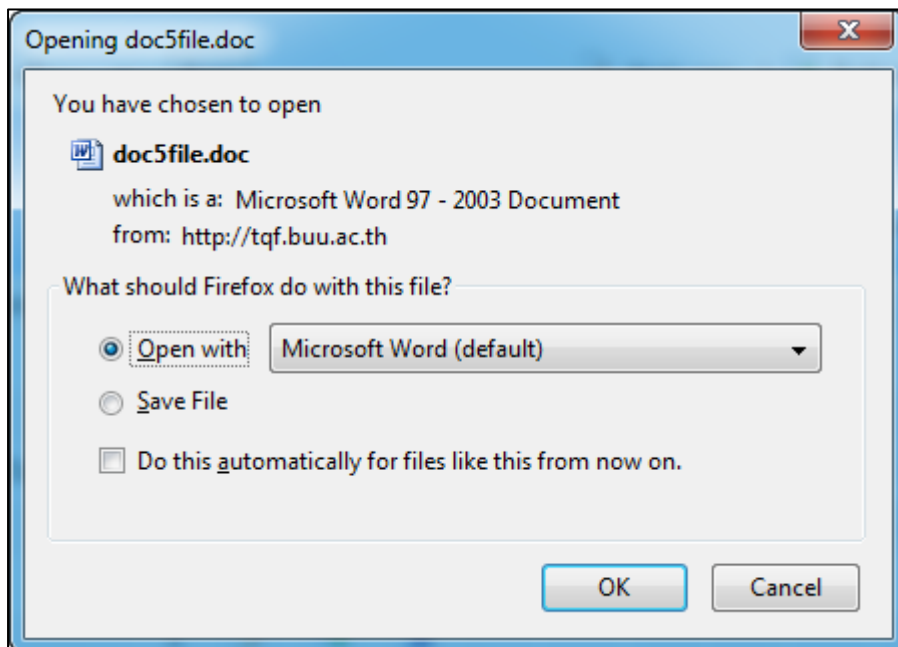 Opening doc5file.doc
You have chosen to open
doc5file.doc
which is a: Microsoft Word 97 - 2003 Document
from: http://tqf.buu.ac.th
What should Firefox do with this file?
Open with Microsoft Word (default)
Save File
Do this automatically for files like this from now on.
OK Cancel